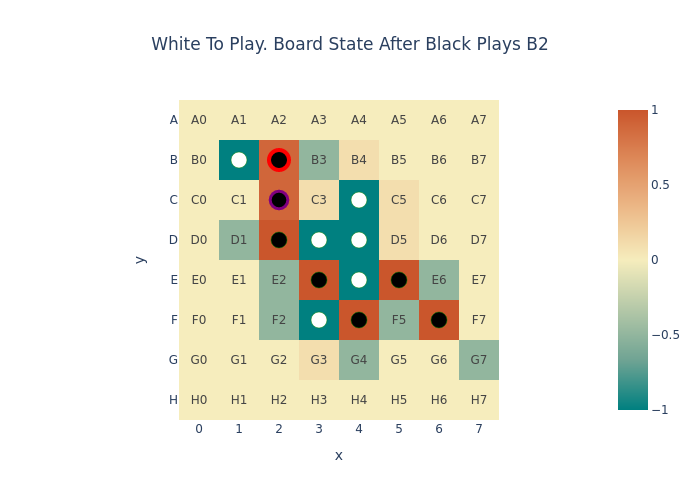 White To Play. Board State After Black Plays B2
A A0 A1 A2 A3 A4 A5 A6 A7
B B0 B3 B4 B5 B6 B7
C C0 C1 C3 C5 C6 C7
D D0 D1 D5 D6 D7
E E0 E1 E2 E6 E7
F F0 F1 F2 F5 F7
G G0 G1 G2 G3 G4 G5 G6 G7
H H0 H1 H2 H3 H4 H5 H6 H7
0 1 2 3 4 5 6 7
x
y
1
0.5
0
−0.5
−1